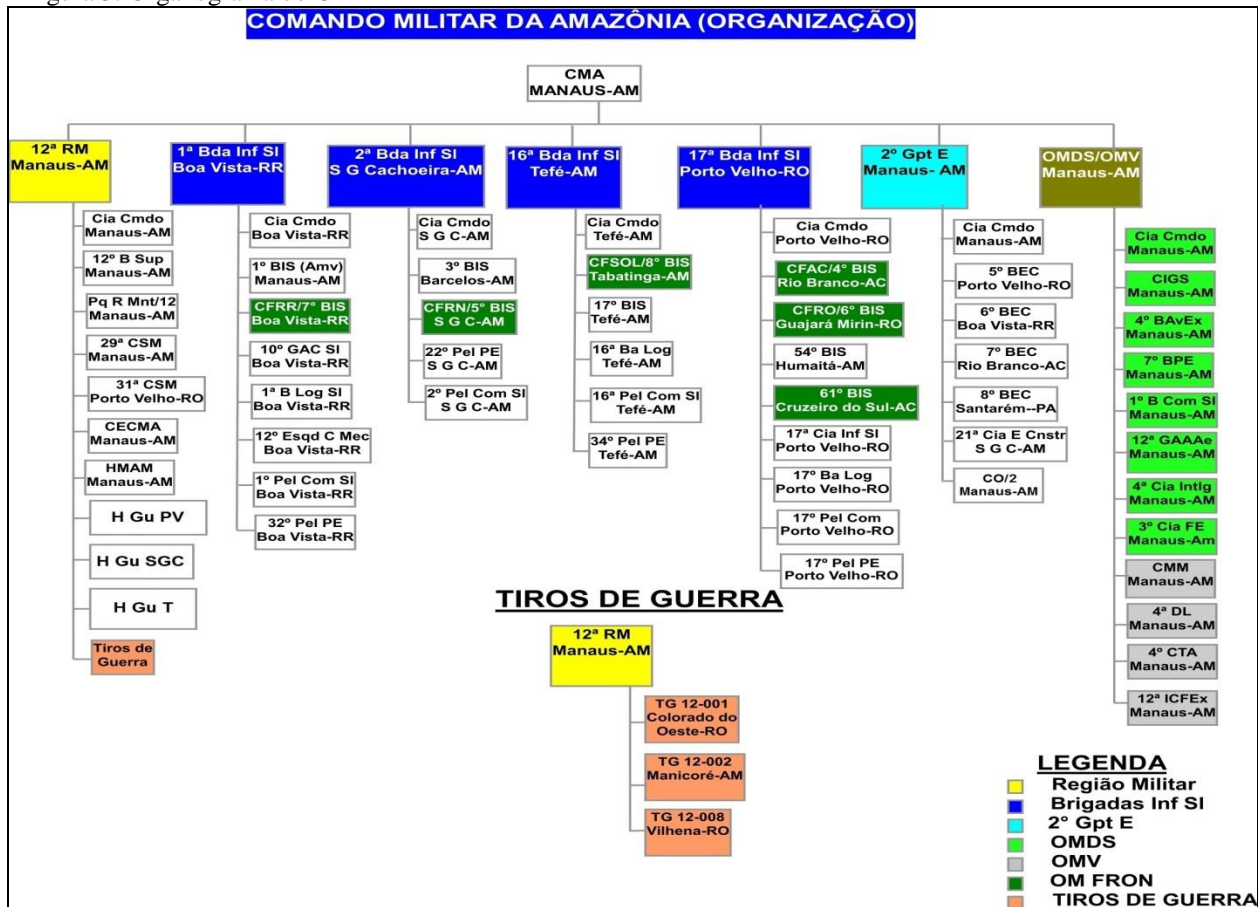 COMANDO MILITAR DA AMAZÔNIA (ORGANIZAÇÃO)
CMA
MANAUS-AM
12ª RM
Manaus-AM
Cia Cmdo
Manaus-AM
12º B Sup
Manaus-AM
Pq R Mnt/12
Manaus-AM
29ª CSM
Manaus-AM
31ª CSM
Porto Velho-RO
CECMA
Manaus-AM
HMAM
Manaus-AM
H Gu PV
H Gu SGC
H Gu T
Tiros de
Guerra
1ª Bda Inf SI
Boa Vista-RR
Cia Cmdo
Boa Vista-RR
1º BIS (Amv)
Manaus-AM
CFRR/7º BIS
Boa Vista-RR
10º GAC SI
Boa Vista-RR
1ª B Log SI
Boa Vista-RR
12º Esqd C Mec
Boa Vista-RR
1º Pel Com SI
Boa Vista-RR
32º Pel PE
Boa Vista-RR
2ª Bda Inf SI
S G Cachoeira-AM
Cia Cmdo
S G C-AM
3º BIS
Barcelos-AM
CFRN/5º BIS
S G C-AM
22º Pel PE
S G C-AM
2º Pel Com SI
S G C-AM
16ª Bda Inf SI
Tefé-AM
Cia Cmdo
Tefé-AM
CFSOL/8º BIS
Tabatinga-AM
17º BIS
Tefé-AM
16ª Ba Log
Tefé-AM
16ª Pel Com SI
Tefé-AM
34º Pel PE
Tefé-AM
17ª Bda Inf SI
Porto Velho-RO
Cia Cmdo
Porto Velho-RO
CFAC/4º BIS
Rio Branco-AC
CFRO/6º BIS
Guajará Mirin-RO
54º BIS
Humaitá-AM
61º BIS
Cruzeiro do Sul-AC
17ª Cia Inf SI
Porto Velho-RO
17º Ba Log
Porto Velho-RO
17º Pel Com
Porto Velho-RO
17º Pel PE
Porto Velho-RO
2º Gpt E
Manaus- AM
Cia Cmdo
Manaus-AM
5º BEC
Porto Velho-RO
6º BEC
Boa Vista-RR
7º BEC
Rio Branco-AC
8º BEC
Santarém--PA
21ª Cia E Cnstr
S G C-AM
CO/2
Manaus-AM
OMDS/OMV
Manaus-AM
Cia Cmdo
Manaus-AM
CIGS
Manaus-AM
4º BAvEx
Manaus-AM
7º BPE
Manaus-AM
1º B Com SI
Manaus-AM
12ª GAAAe
Manaus-AM
4ª Cia Intlg
Manaus-AM
3º Cia FE
Manaus-Am
CMM
Manaus-AM
4ª DL
Manaus-AM
4º CTA
Manaus-AM
12ª ICFEx
Manaus-AM
TIROS DE GUERRA
12ª RM
Manaus-AM
TG 12-001
Colorado do
Oeste-RO
TG 12-002
Manicoré-AM
TG 12-008
Vilhena-RO
LEGENDA
Região Militar
Brigadas Inf SI
2° Gpt E
OMDS
OMV
OM FRON
TIROS DE GUERRA